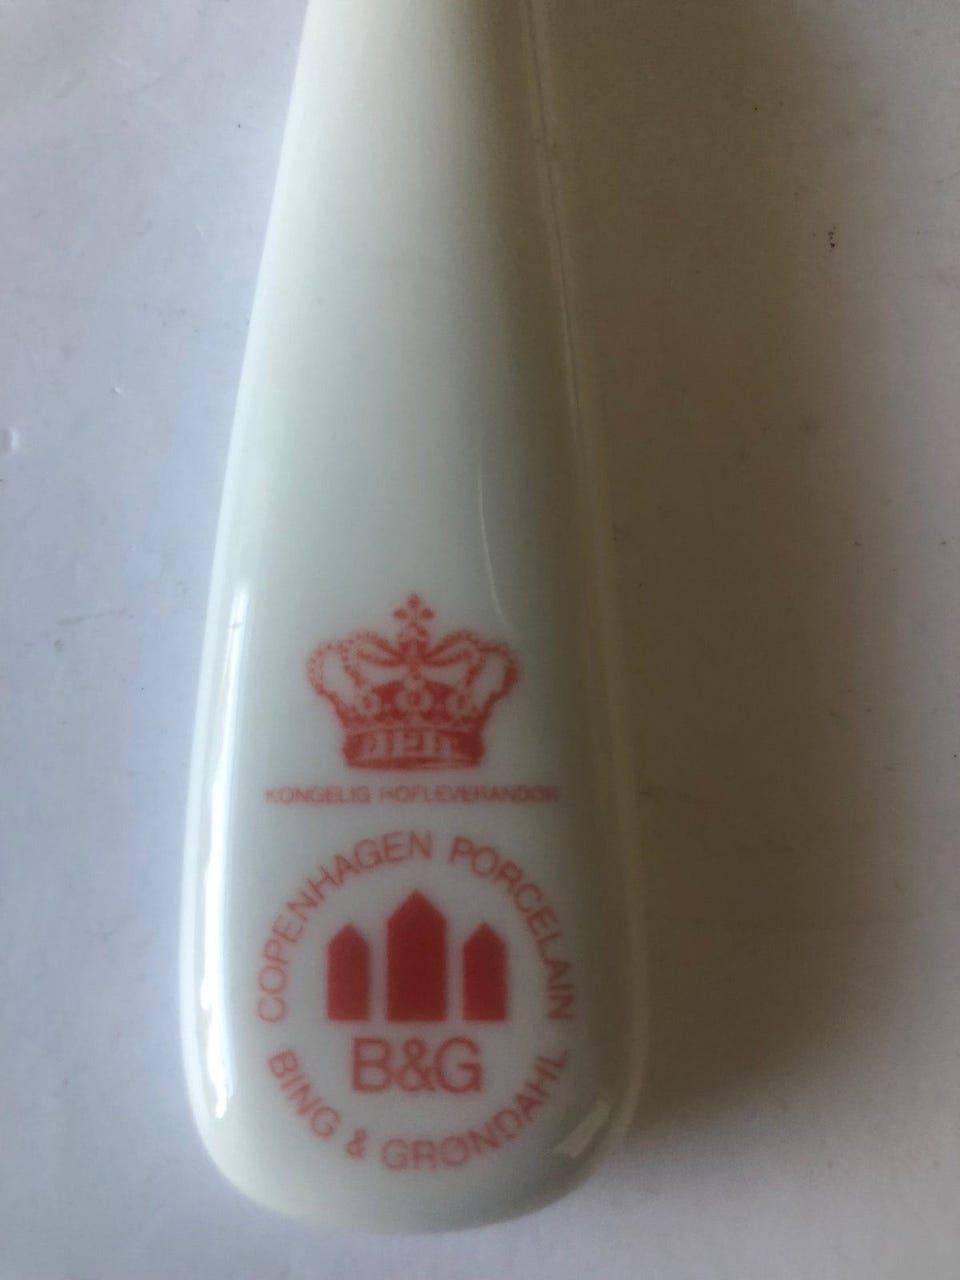 KONGELIG HOFLEVERANDØR
COPENHAGEN PORCELAIN
B&G
BING & GRØNDAHL